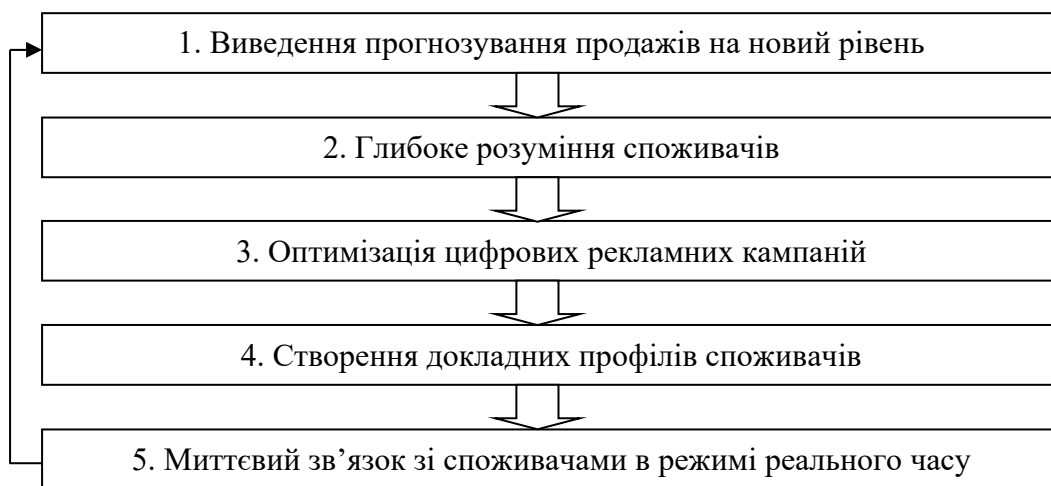 1. Виведення прогнозування продажів на новий рівень
2. Глибоке розуміння споживачів
3. Оптимізація цифрових рекламних кампаній
4. Створення докладних профілів споживачів
5. Миттєвий зв’язок зі споживачами в режимі реального часу